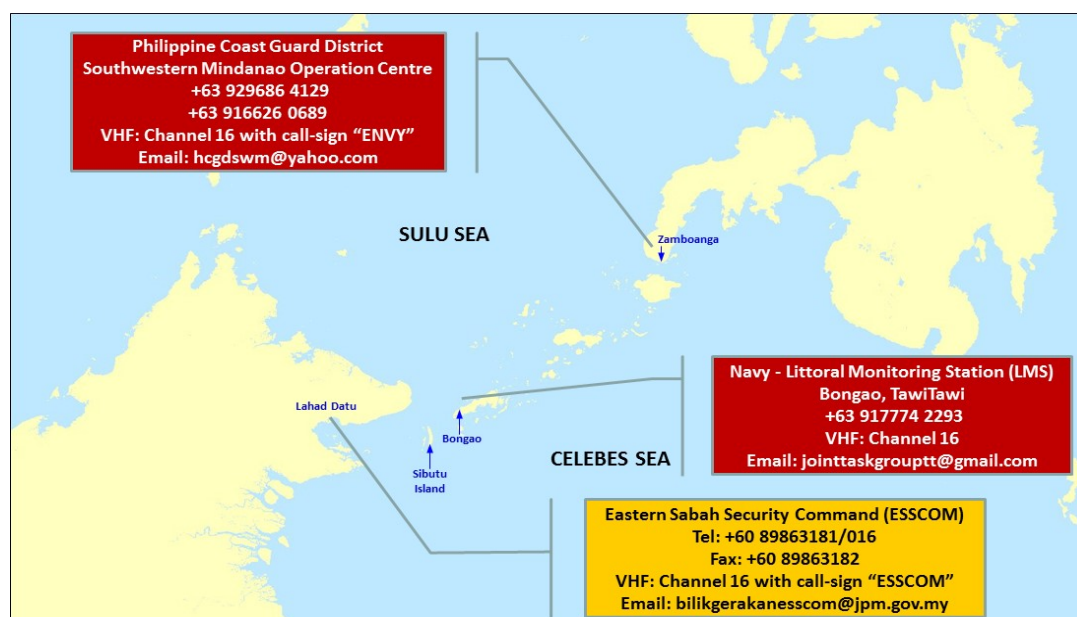 Philippine Coast Guard District
Southwestern Mindanao Operation Centre
+63 929686 4129
+63 916626 0689
VHF: Channel 16 with call-sign “ENVY”
Email: hcgdswm@yahoo.com
SULU SEA
Zamboanga
Navy - Littoral Monitoring Station (LMS)
Bongao, TawiTawi
+63 917774 2293
VHF: Channel 16
Email: jointtaskgrouptt@gmail.com
Lahad Datu
Bongao
CELEBES SEA
Sibutu
Island
Eastern Sabah Security Command (ESSCOM)
Tel: +60 89863181/016
Fax: +60 89863182
VHF: Channel 16 with call-sign “ESSCOM”
Email: bilikgerakanesscom@jpm.gov.my